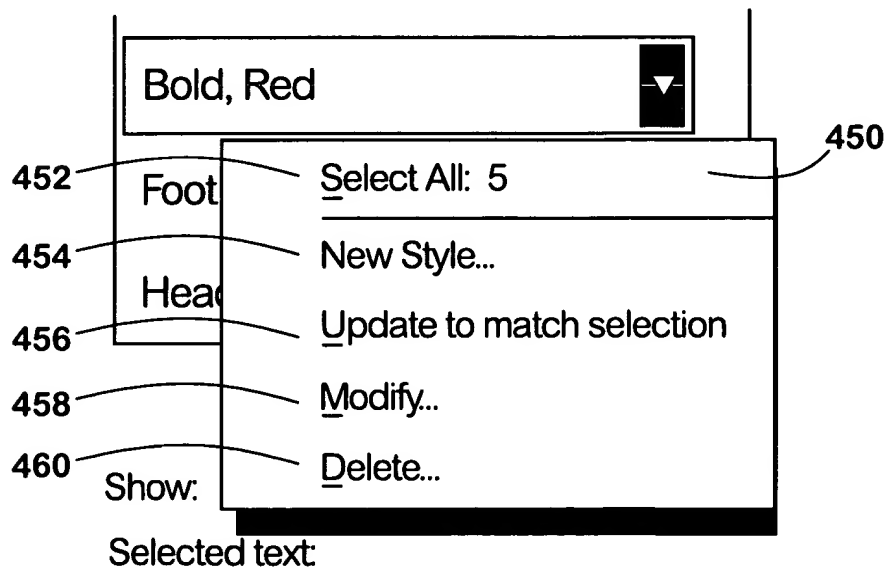 Bold, Red
450
452 Select All: 5
Foot
454 New Style...
Head
456 Update to match selection
458 Modify...
460 Delete...
Show:
Selected text: